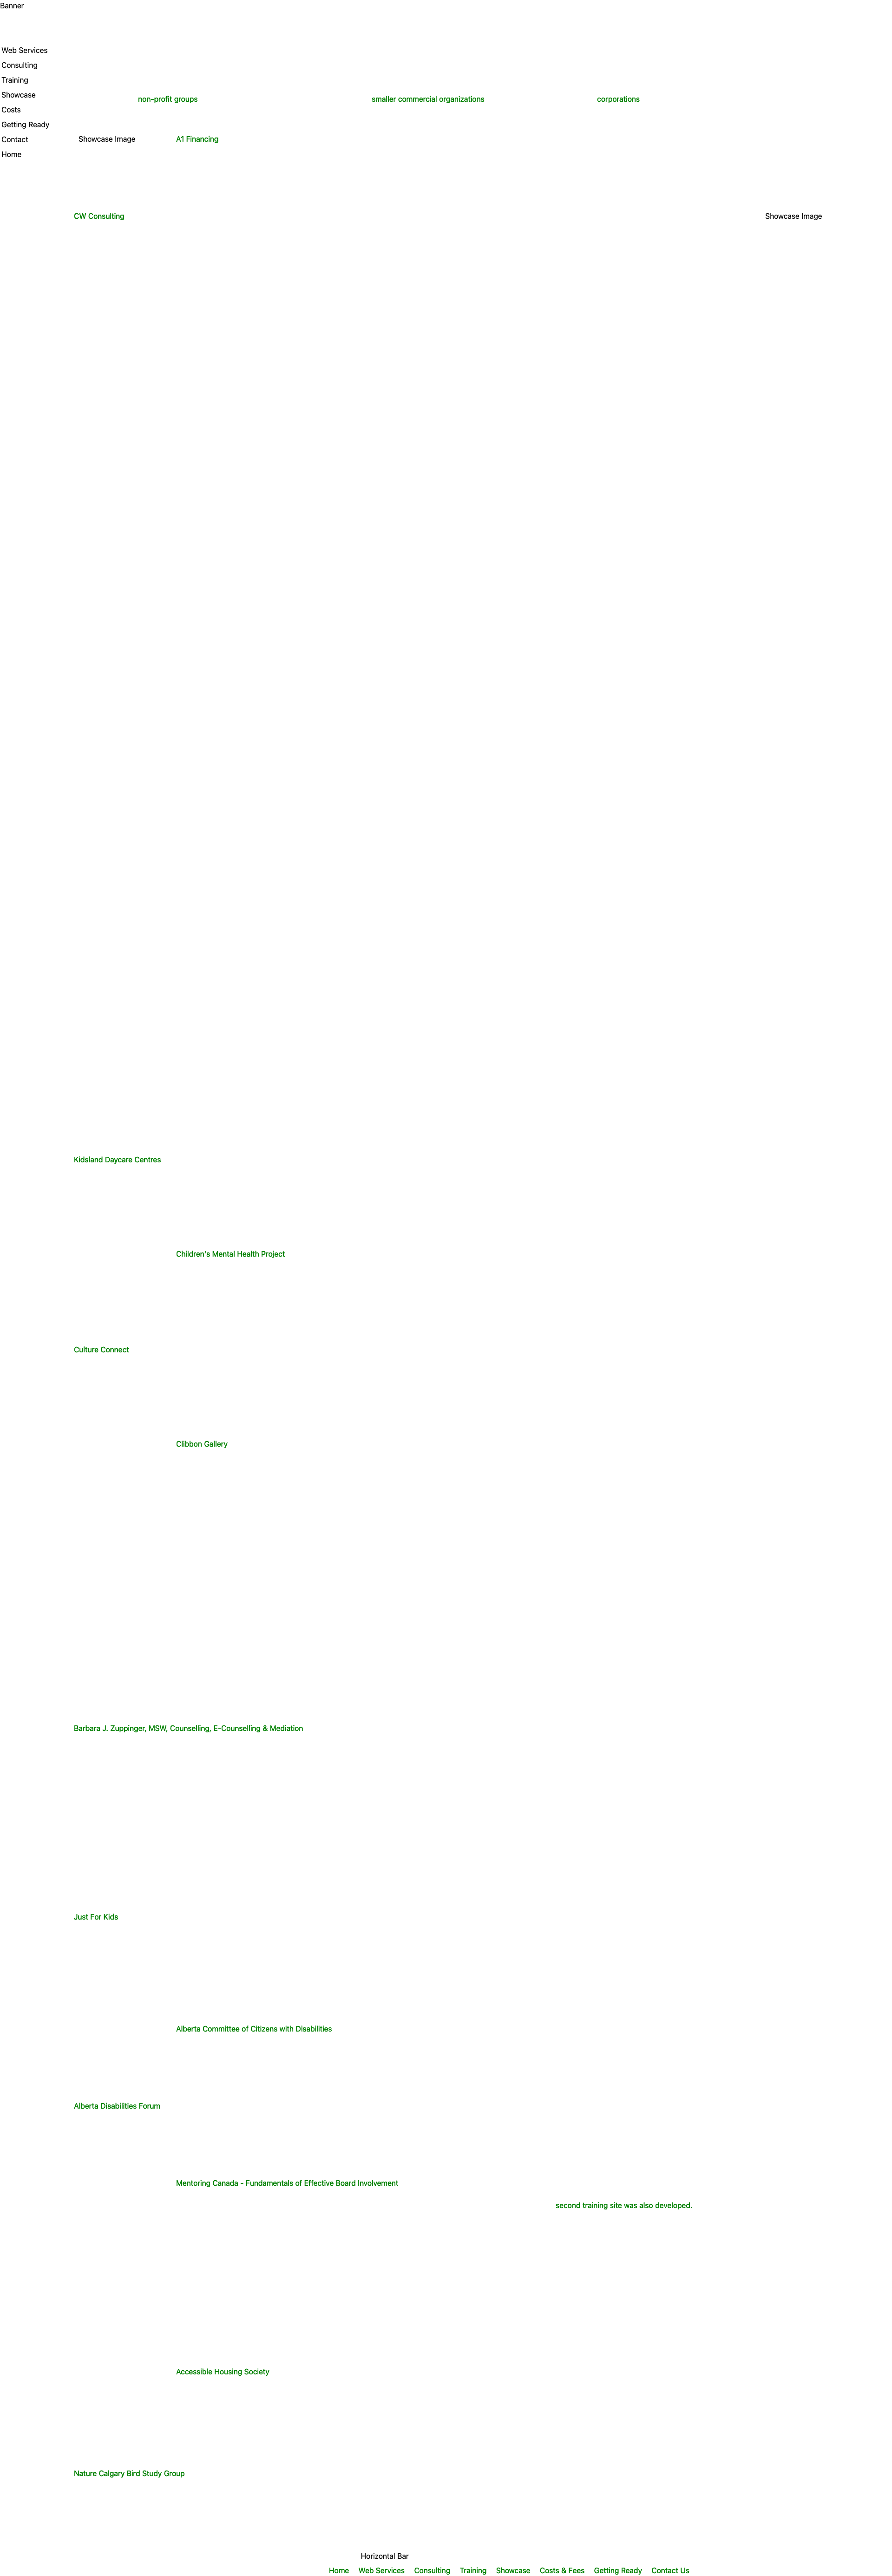 Banner
Web Services
Consulting
Training
Showcase
Costs
Getting Ready
Contact
Home
non-profit groups smaller commercial organizations corporations
Showcase Image A1 Financing
CW Consulting Showcase Image
Kidsland Daycare Centres
Children's Mental Health Project
Culture Connect
Clibbon Gallery
Barbara J. Zuppinger, MSW, Counselling, E-Counselling & Mediation
Just For Kids
Alberta Committee of Citizens with Disabilities
Alberta Disabilities Forum
Mentoring Canada - Fundamentals of Effective Board Involvement
second training site was also developed.
Accessible Housing Society
Nature Calgary Bird Study Group
Horizontal Bar
Home Web Services Consulting Training Showcase Costs & Fees Getting Ready Contact Us